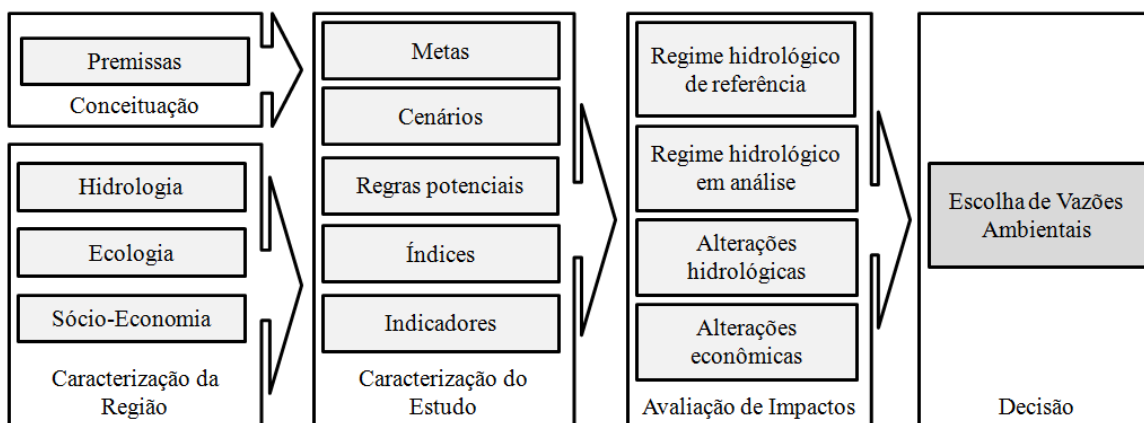 Premissas
Conceituação
Hidrologia
Ecologia
Sócio-Economia
Caracterização da
Região
Metas
Cenários
Regras potenciais
Índices
Indicadores
Caracterização do
Estudo
Regime hidrológico
de referência
Regime hidrológico
em análise
Alterações
hidrológicas
Alterações
econômicas
Avaliação de Impactos
Escolha de Vazões
Ambientais
Decisão